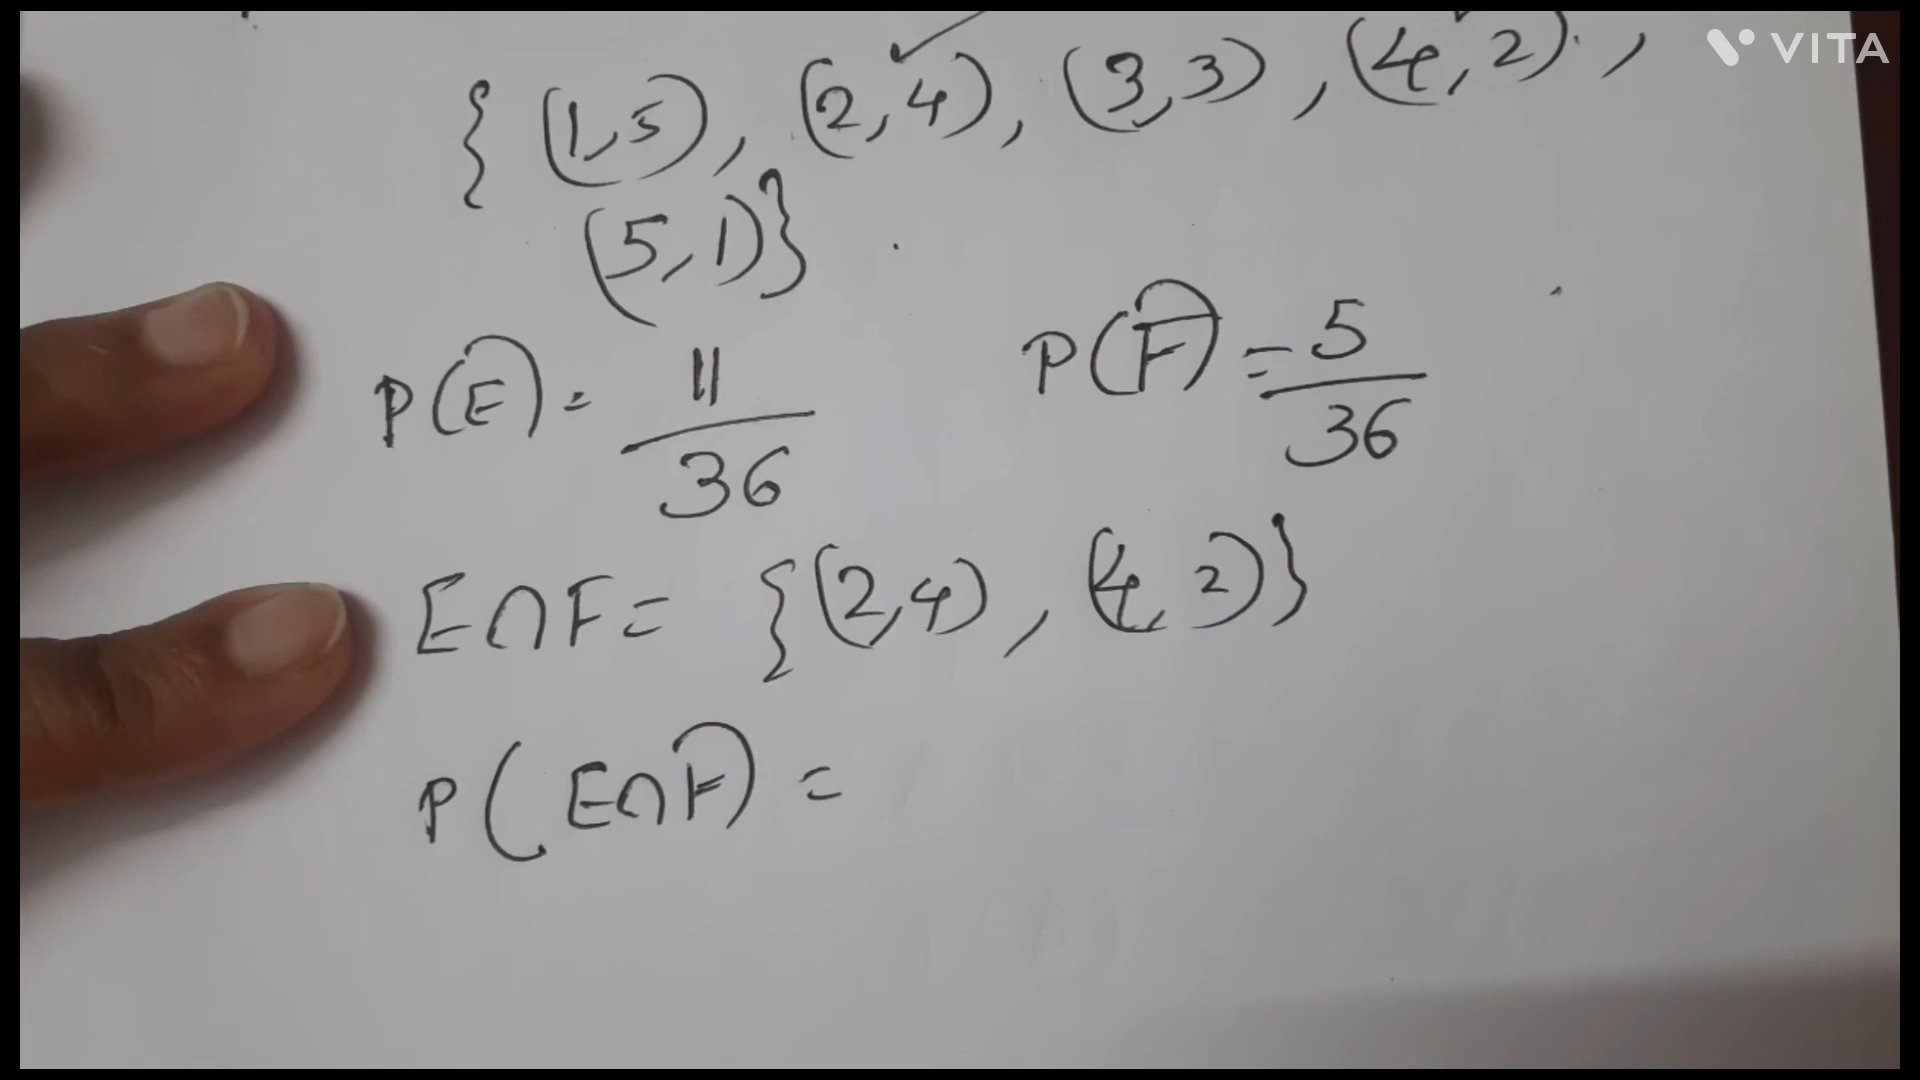 { (1,5), (2,4), (3,3), (4,2),
VITA
(5,1)}
P(E) = 11/36 P(F) = 5/36
E∩F = {(2,4), (4,2)}
P(E∩F) =